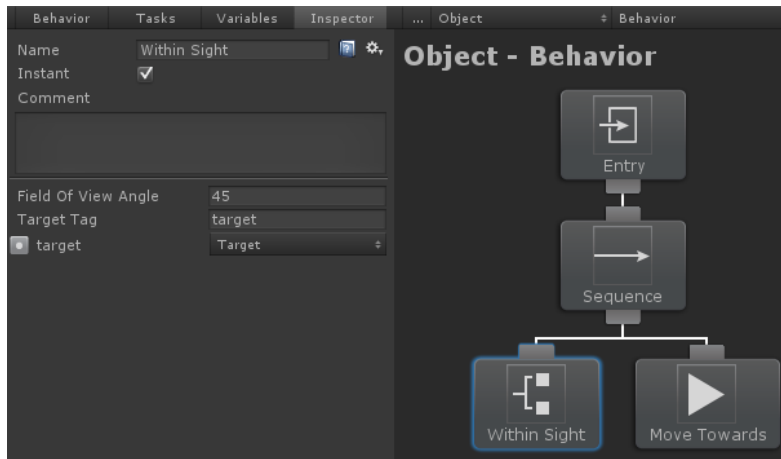 Behavior Tasks Variables Inspector ... Object Behavior
Name Within Sight
Instant
Comment
Field Of View Angle 45
Target Tag target
target Target
Object - Behavior
Entry
Sequence
Within Sight Move Towards